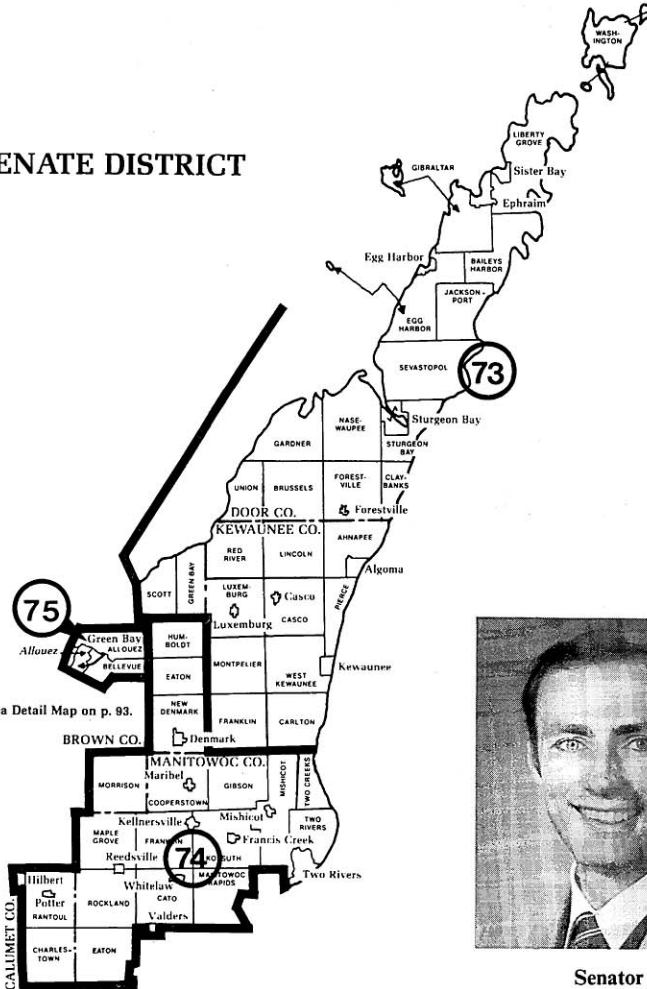 ENATE DISTRICT
WASH-
INGTON
LIBERTY
GROVE
GIBRALTAR
Sister Bay
Ephraim
Egg Harbor
BAILEYS
HARBOR
JACKSON-
PORT
EGG
HARBOR
SEVASTOPOL
73
NASE-
WAUPEE
Sturgeon Bay
GARDNER
STURGEON
BAY
UNION
BRUSSELS
FOREST-
VILLE
CLAY-
BANKS
DOOR CO.
Forestville
KEWAUNEE CO.
AHNAPEE
RED
RIVER
LINCOLN
Algoma
SCOTT
GREEN BAY
LUXEM-
BURG
Casco
PIERCE
Luxemburg
CASCO
75
Green Bay
Allouez
ALLOUEZ
BELLEVUE
HUM-
BOLDT
EATON
MONTPELIER
Kewaunee
WEST
KEWAUNEE
a Detail Map on p. 93.
NEW
DENMARK
Denmark
FRANKLIN
CARLTON
BROWN CO.
MANITOWOC CO.
MORRISON
Maribel
GIBSON
MISHICOT
TWO CREEKS
COOPERSTOWN
Kellnersville
Mishicot
TWO
RIVERS
MAPLE
GROVE
FRANKLIN
Francis Creek
Reedsville
74
KOSSUTH
Two Rivers
Hilbert
Whitelaw
MANITOWOC
RAPIDS
Potter
RANTOUL
ROCKLAND
CATO
Valders
CALUMET CO.
CHARLES-
TOWN
EATON
Senator